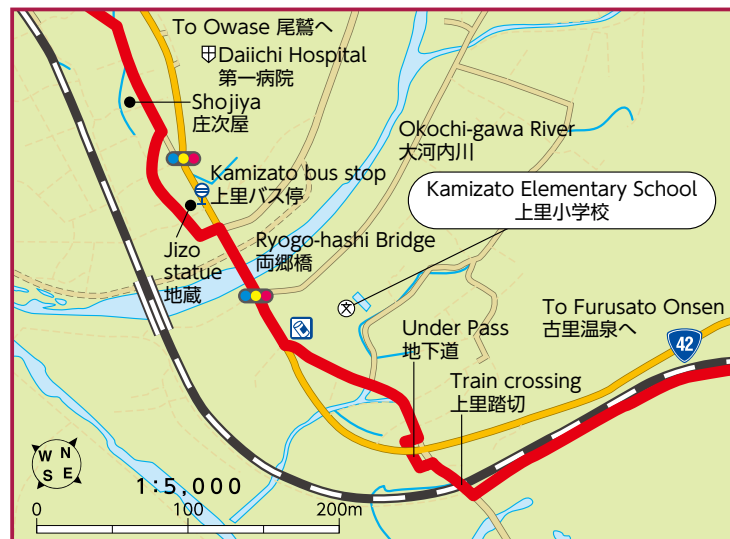 To Owase 尾鷲へ
Daiichi Hospital
第一病院
Shojiya
庄次屋
Okochi-gawa River
大河内川
Kamizato bus stop
上里バス停
Kamizato Elementary School
上里小学校
Jizo
statue
地蔵
Ryogo-hashi Bridge
両郷橋
文
To Furusato Onsen
古里温泉へ
42
Under Pass
地下道
Train crossing
上里踏切
W N
S E
1:5,000
0 100 200m